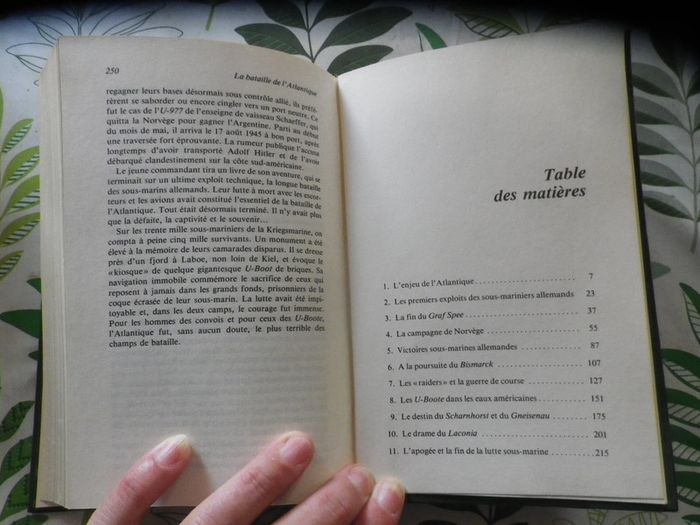 250
La bataille de l'Atlantique
regagner leurs bases désormais sous contrôle allié, ils préfé-
rèrent se saborder ou encore cingler vers un port neutre. Ce
fut le cas de l'U-977 de l'enseigne de vaisseau Schaeffer, qui
quitta la Norvège pour gagner l'Argentine. Parti au début
du mois de mai, il arriva le 17 août 1945 à bon port, après
une traversée fort éprouvante. La rumeur publique l'accusa
longtemps d'avoir transporté Adolf Hitler et de l'avoir
débarqué clandestinement sur la côte sud-américaine.
Le jeune commandant tira un livre de son aventure, qui se
terminait sur un ultime exploit technique, la longue bataille
des sous-marins allemands. Leur lutte à mort avec les escor-
teurs et les avions avait constitué l'essentiel de la bataille de
l'Atlantique. Tout était désormais terminé. Il n'y avait plus
que la défaite, la captivité et le souvenir...
Sur les trente mille sous-mariniers de la Kriegsmarine, on
compta à peine cinq mille survivants. Un monument a été
élevé à la mémoire de leurs camarades disparus. Il se dresse
près d'un fjord à Laboe, non loin de Kiel, et évoque le
«kiosque» de quelque gigantesque U-Boot de briques. Sa
navigation immobile commémore le sacrifice de ceux qui
reposent à jamais dans les grands fonds, prisonniers de la
coque écrasée de leur sous-marin. La lutte avait été impi-
toyable et, dans les deux camps, le courage fut immense.
Pour les hommes des convois et pour ceux des U-Boote,
l'Atlantique fut, sans aucun doute, le plus terrible des
champs de bataille.
Table
des matières
1. L'enjeu de l'Atlantique 7
2. Les premiers exploits des sous-mariniers allemands 23
3. La fin du Graf Spee 37
4. La campagne de Norvège 55
5. Victoires sous-marines allemandes 87
6. A la poursuite du Bismarck 107
7. Les «raiders» et la guerre de course 127
8. Les U-Boote dans les eaux américaines 151
9. Le destin du Scharnhorst et du Gneisenau 175
10. Le drame du Laconia 201
11. L'apogée et la fin de la lutte sous-marine 215